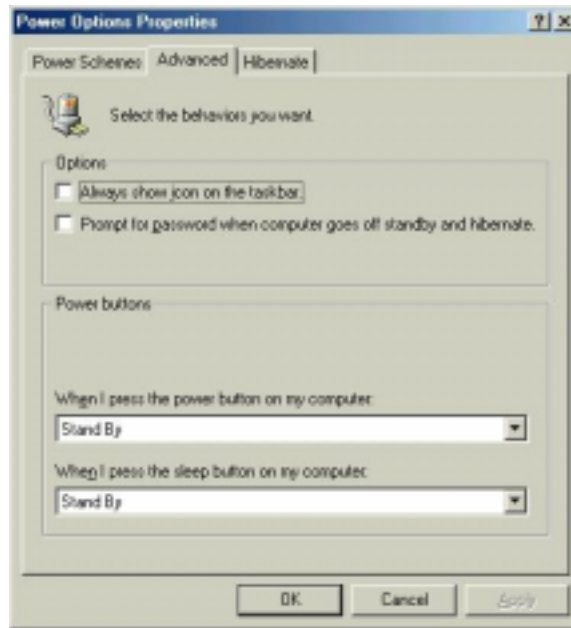 Power Options Properties
Power Schemes Advanced Hibernate
Select the behaviors you want.
Options
Always show icon on the taskbar.
Prompt for password when computer goes off standby and hibernate.
Power buttons
When I press the power button on my computer:
Stand By
When I press the sleep button on my computer:
Stand By
OK Cancel Apply